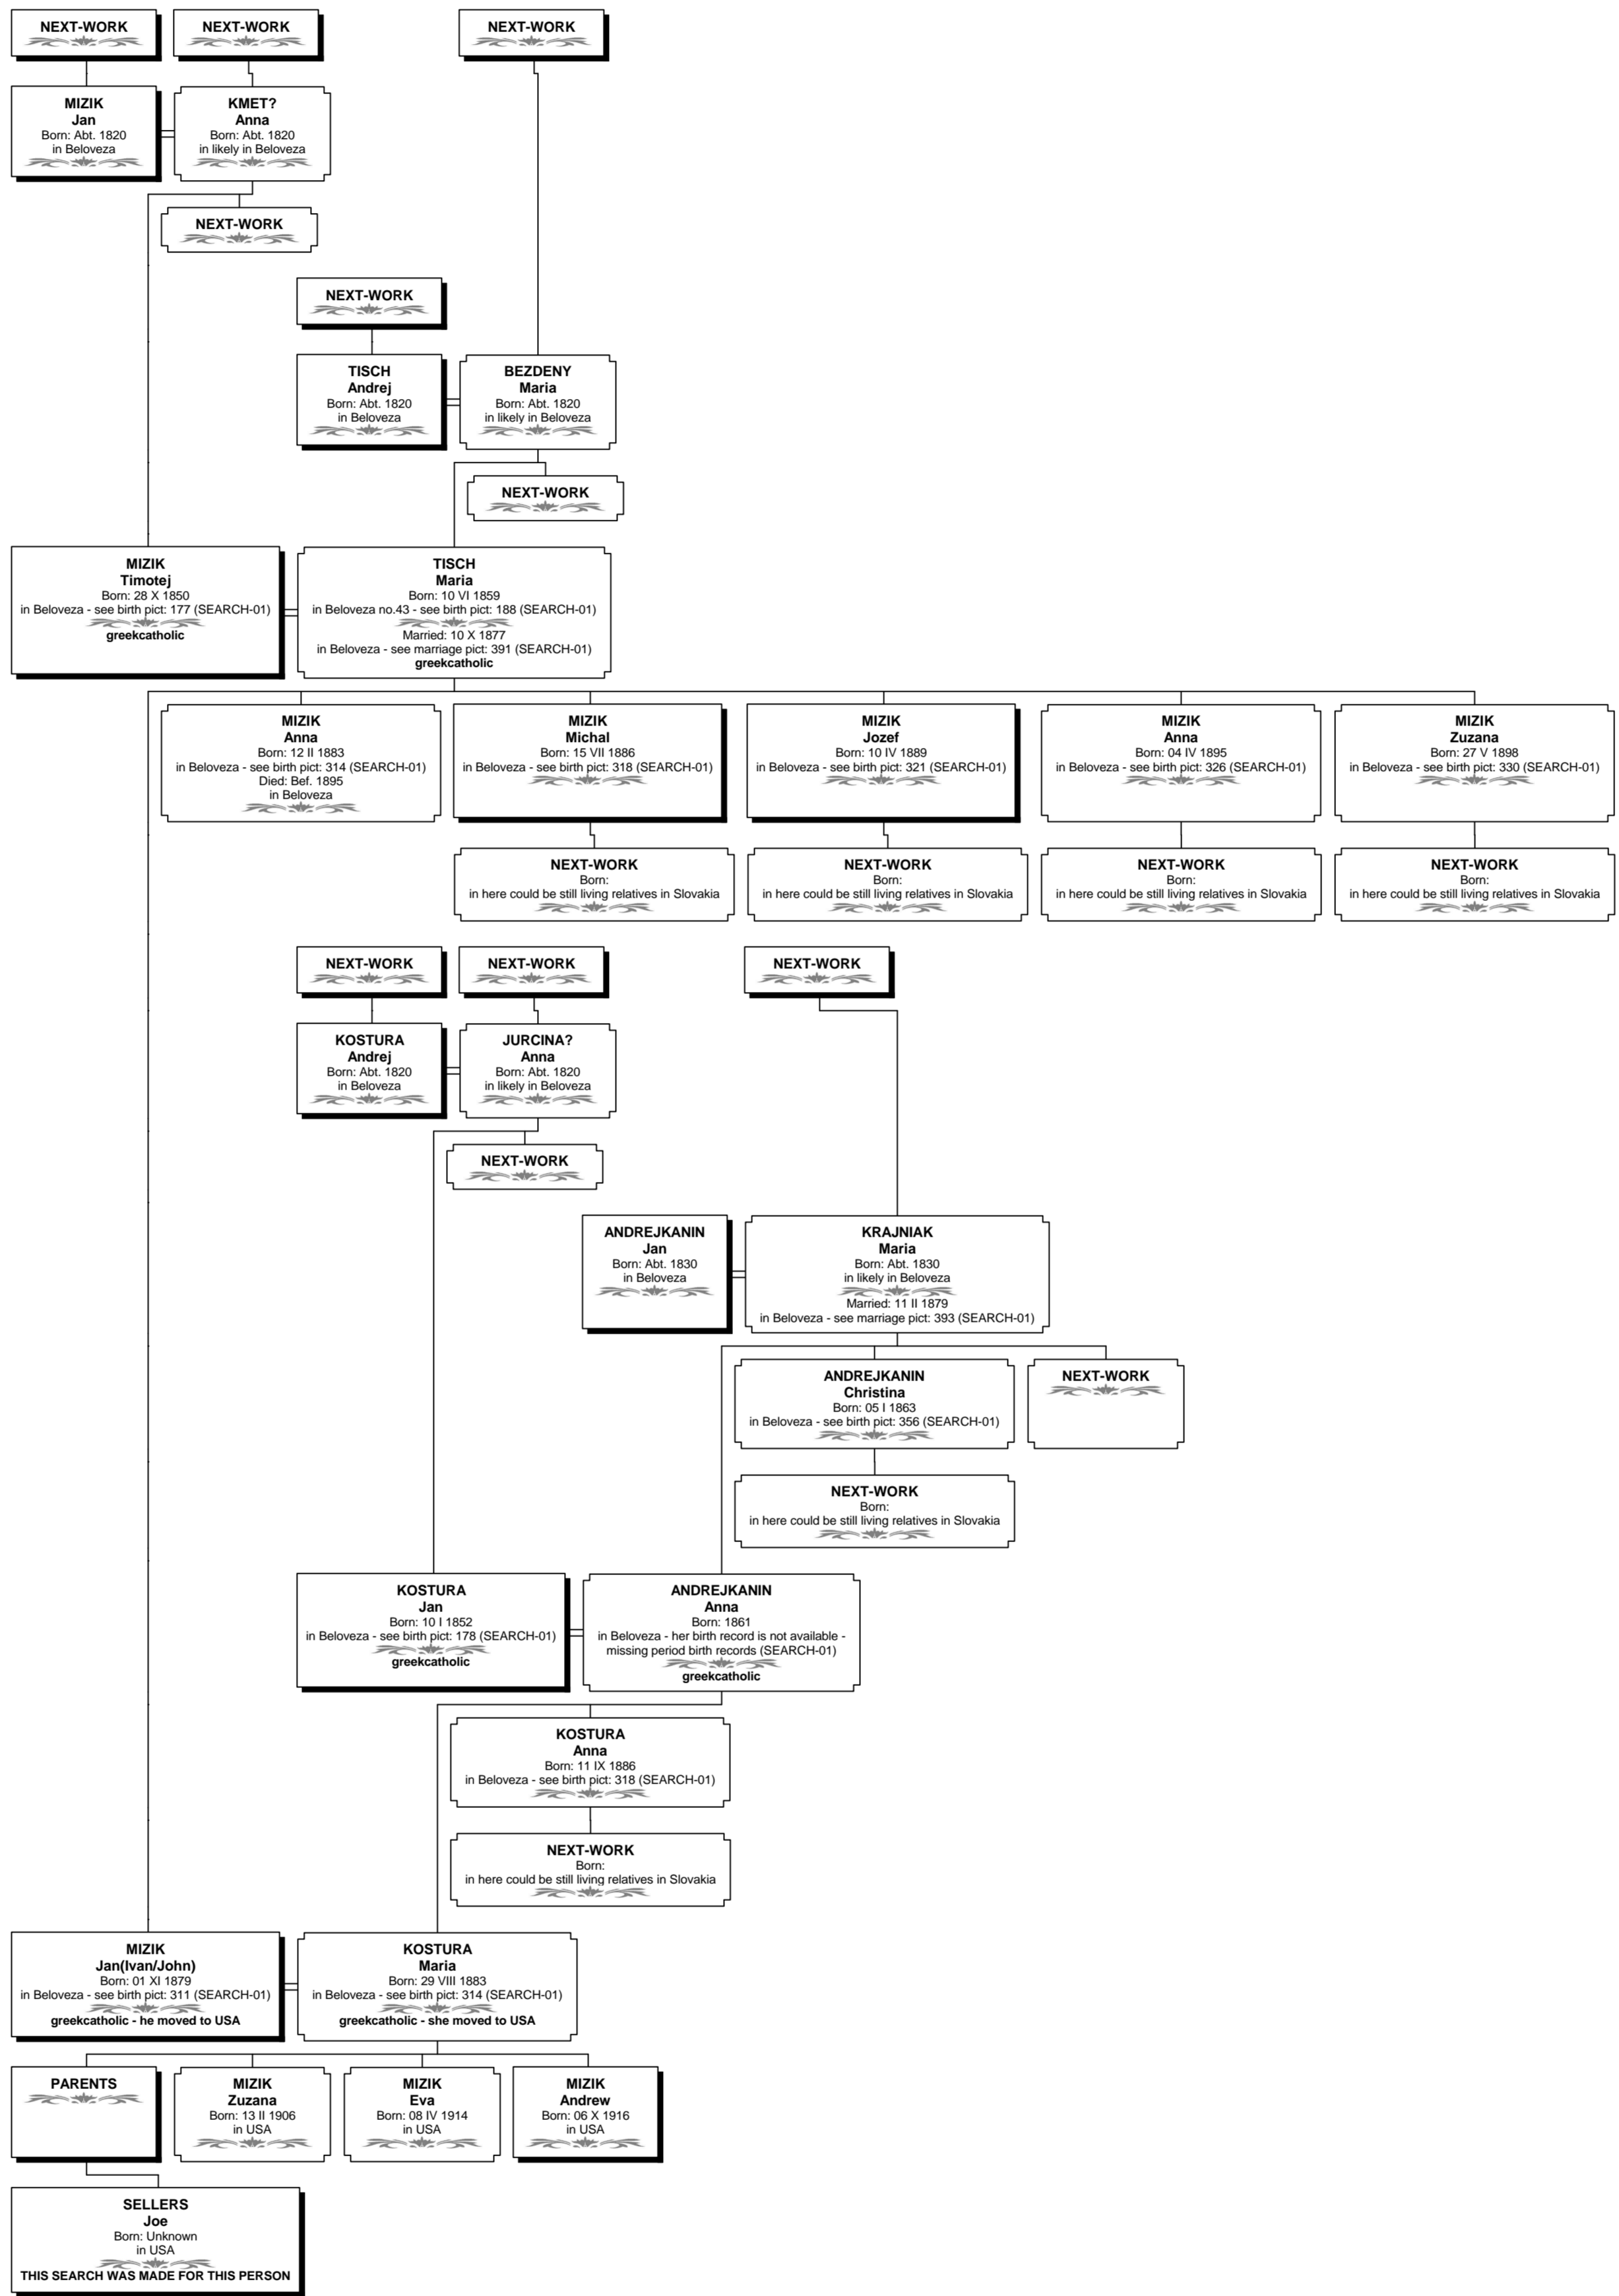 NEXT-WORK
NEXT-WORK
NEXT-WORK
MIZIK
Jan
Born: Abt. 1820
in Beloveza
KMET?
Anna
Born: Abt. 1820
in likely in Beloveza
NEXT-WORK
NEXT-WORK
TISCH
Andrej
Born: Abt. 1820
in Beloveza
BEZDENY
Maria
Born: Abt. 1820
in likely in Beloveza
NEXT-WORK
MIZIK
Timotej
Born: 28 X 1850
in Beloveza - see birth pict: 177 (SEARCH-01)
greekcatholic
TISCH
Maria
Born: 10 VI 1859
in Beloveza no.43 - see birth pict: 188 (SEARCH-01)
Married: 10 X 1877
in Beloveza - see marriage pict: 391 (SEARCH-01)
greekcatholic
MIZIK
Anna
Born: 12 II 1883
in Beloveza - see birth pict: 314 (SEARCH-01)
Died: Bef. 1895
in Beloveza
MIZIK
Michal
Born: 15 VII 1886
in Beloveza - see birth pict: 318 (SEARCH-01)
MIZIK
Jozef
Born: 10 IV 1889
in Beloveza - see birth pict: 321 (SEARCH-01)
MIZIK
Anna
Born: 04 IV 1895
in Beloveza - see birth pict: 326 (SEARCH-01)
MIZIK
Zuzana
Born: 27 V 1898
in Beloveza - see birth pict: 330 (SEARCH-01)
NEXT-WORK
Born:
in here could be still living relatives in Slovakia
NEXT-WORK
Born:
in here could be still living relatives in Slovakia
NEXT-WORK
Born:
in here could be still living relatives in Slovakia
NEXT-WORK
Born:
in here could be still living relatives in Slovakia
NEXT-WORK
NEXT-WORK
NEXT-WORK
KOSTURA
Andrej
Born: Abt. 1820
in Beloveza
JURCINA?
Anna
Born: Abt. 1820
in likely in Beloveza
NEXT-WORK
ANDREJKANIN
Jan
Born: Abt. 1830
in Beloveza
KRAJNIAK
Maria
Born: Abt. 1830
in likely in Beloveza
Married: 11 II 1879
in Beloveza - see marriage pict: 393 (SEARCH-01)
ANDREJKANIN
Christina
Born: 05 I 1863
in Beloveza - see birth pict: 356 (SEARCH-01)
NEXT-WORK
NEXT-WORK
Born:
in here could be still living relatives in Slovakia
KOSTURA
Jan
Born: 10 I 1852
in Beloveza - see birth pict: 178 (SEARCH-01)
greekcatholic
ANDREJKANIN
Anna
Born: 1861
in Beloveza - her birth record is not available -
missing period birth records (SEARCH-01)
greekcatholic
KOSTURA
Anna
Born: 11 IX 1886
in Beloveza - see birth pict: 318 (SEARCH-01)
NEXT-WORK
Born:
in here could be still living relatives in Slovakia
MIZIK
Jan(Ivan/John)
Born: 01 XI 1879
in Beloveza - see birth pict: 311 (SEARCH-01)
greekcatholic - he moved to USA
KOSTURA
Maria
Born: 29 VIII 1883
in Beloveza - see birth pict: 314 (SEARCH-01)
greekcatholic - she moved to USA
PARENTS
MIZIK
Zuzana
Born: 13 II 1906
in USA
MIZIK
Eva
Born: 08 IV 1914
in USA
MIZIK
Andrew
Born: 06 X 1916
in USA
SELLERS
Joe
Born: Unknown
in USA
THIS SEARCH WAS MADE FOR THIS PERSON